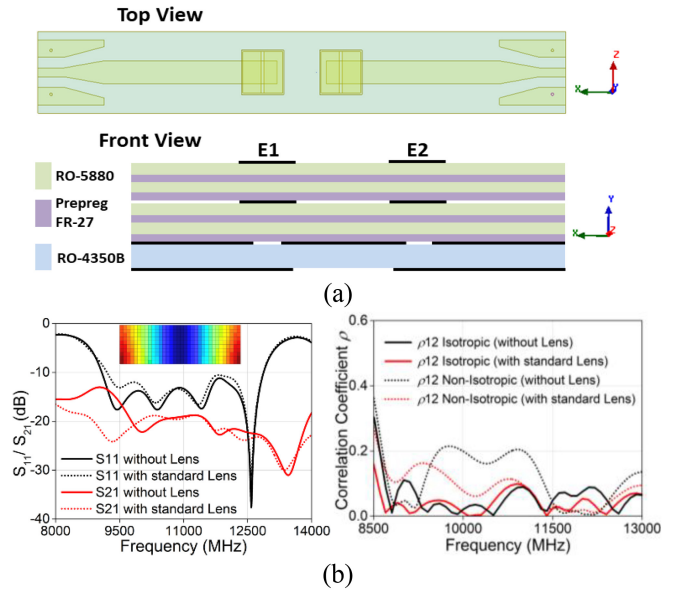 Top View
Z
X
Y
Front View
E1
E2
RO-5880
Prepreg
FR-27
RO-4350B
Y
X
Z
(a)
S11/ S21 (dB)
0
-10
-20
-30
-40
S11 without Lens
S11 with standard Lens
S21 without Lens
S21 with standard Lens
8000 9500 11000 12500 14000
Frequency (MHz)
Correlation Coefficient ρ
0.6
0.4
0.2
0.0
ρ12 Isotropic (without Lens)
ρ12 Isotropic (with standard Lens)
ρ12 Non-Isotropic (without Lens)
ρ12 Non-Isotropic (with standard Lens)
8500 10000 11500 13000
Frequency (MHz)
(b)